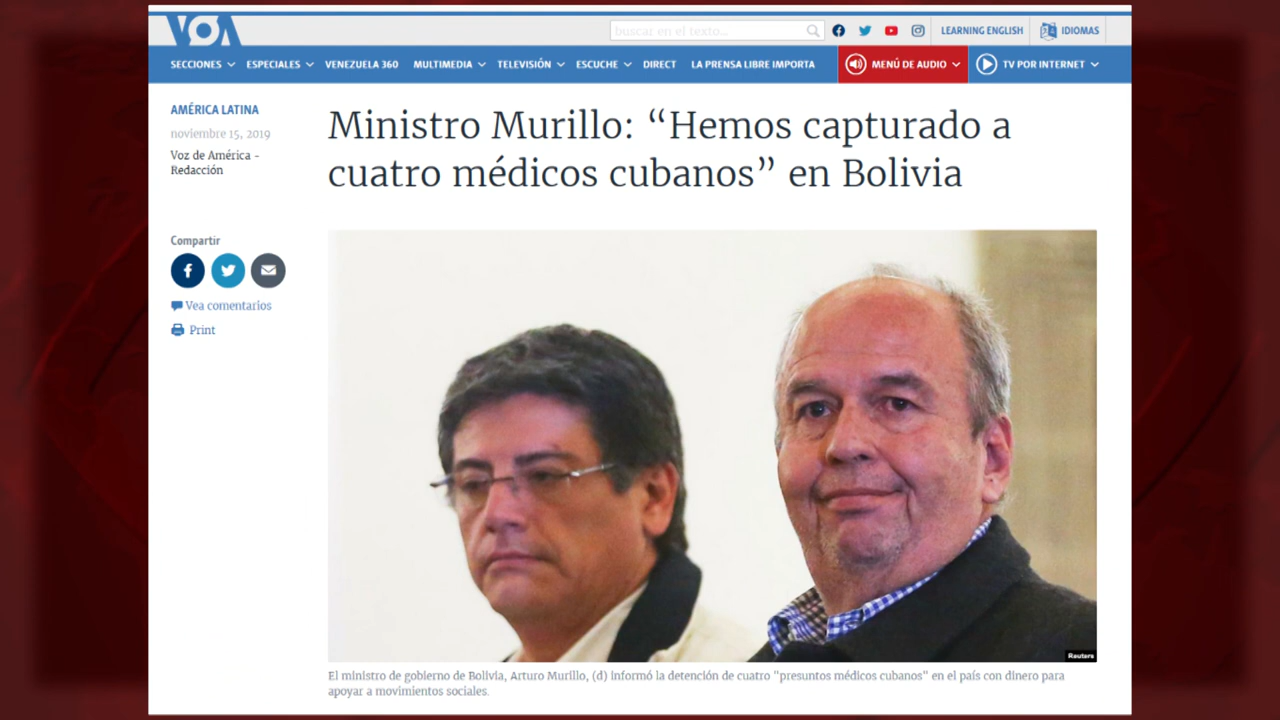 VOA
buscar en el texto...
LEARNING ENGLISH
IDIOMAS
SECCIONES
ESPECIALES
VENEZUELA 360
MULTIMEDIA
TELEVISIÓN
ESCUCHE
DIRECT
LA PRENSA LIBRE IMPORTA
MENÚ DE AUDIO
TV POR INTERNET
AMÉRICA LATINA
noviembre 15, 2019
Voz de América -
Redacción
Ministro Murillo: “Hemos capturado a
cuatro médicos cubanos” en Bolivia
Compartir
Vea comentarios
Print
Reuters
El ministro de gobierno de Bolivia, Arturo Murillo, (d) informó la detención de cuatro "presuntos médicos cubanos" en el país con dinero para
apoyar a movimientos sociales.